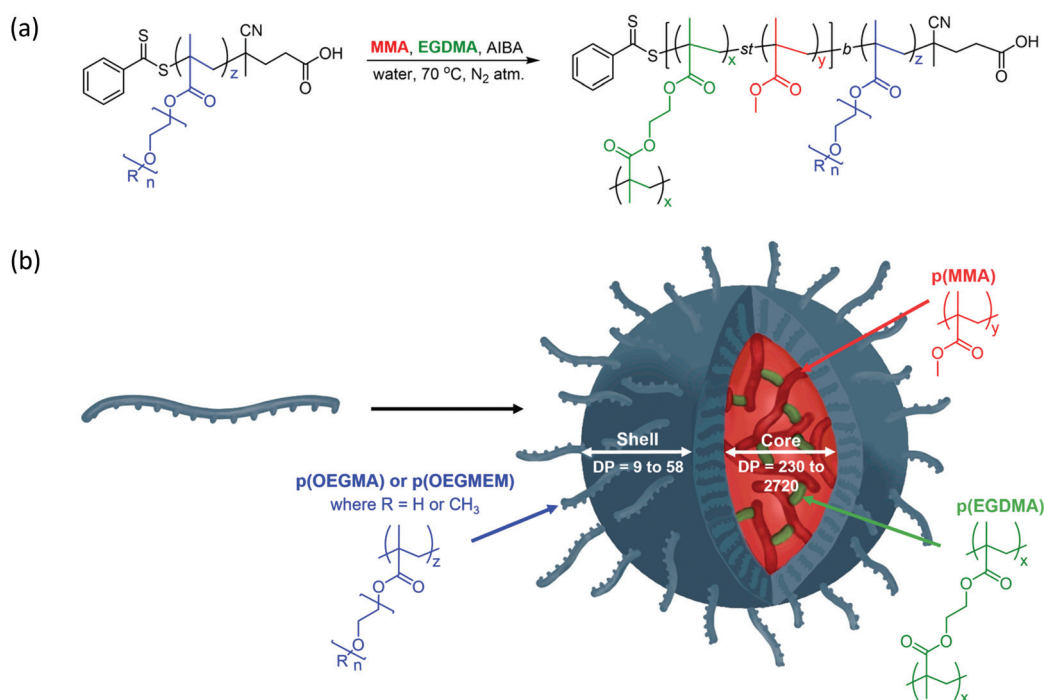 (a)
S
S
z
CN
OH
O
O
O
O
R
n
MMA, EGDMA, AIBA
water, 70 °C, N2 atm.
S
S
x
st
y
b
z
CN
OH
O
O
O
O
O
O
O
O
O
O
R
n
x
(b)
p(MMA)
y
O
O
Shell
DP = 9 to 58
Core
DP = 230 to
2720
p(OEGMA) or p(OEGMEM)
where R = H or CH3
z
O
O
O
R
n
p(EGDMA)
x
O
O
O
O
x